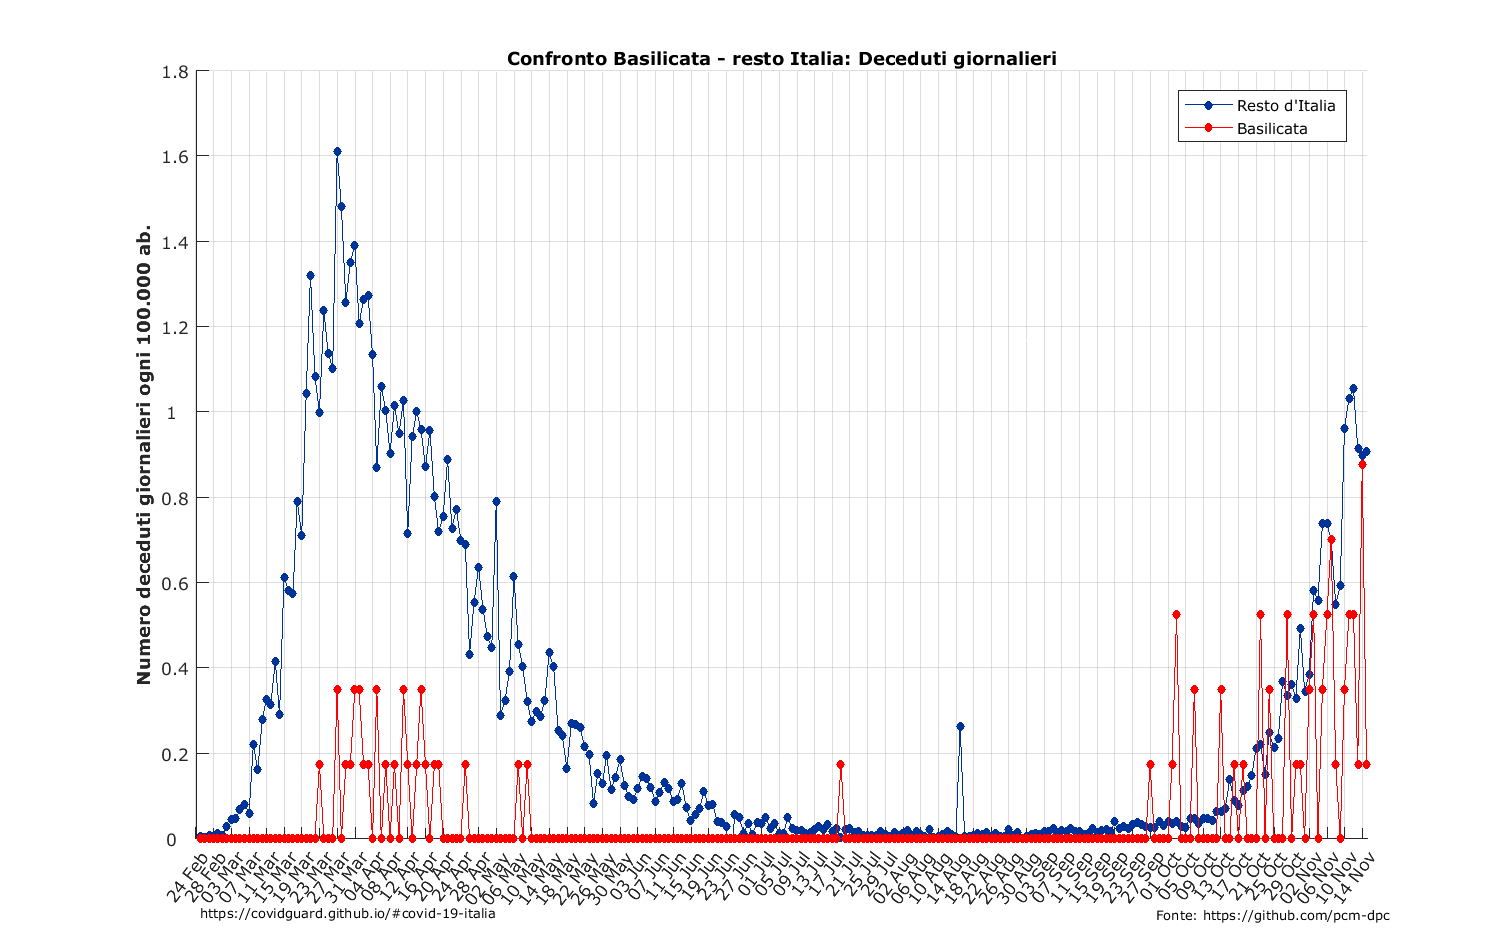 Confronto Basilicata - resto Italia: Deceduti giornalieri
Numero deceduti giornalieri ogni 100.000 ab.
1.8
1.6
1.4
1.2
1
0.8
0.6
0.4
0.2
0
Resto d'Italia
Basilicata
24 Feb
28 Feb
03 Mar
07 Mar
11 Mar
15 Mar
19 Mar
23 Mar
27 Mar
31 Mar
04 Apr
08 Apr
12 Apr
16 Apr
20 Apr
24 Apr
28 Apr
02 May
06 May
10 May
14 May
18 May
22 May
26 May
30 May
03 Jun
07 Jun
11 Jun
15 Jun
19 Jun
23 Jun
27 Jun
01 Jul
05 Jul
09 Jul
13 Jul
17 Jul
21 Jul
25 Jul
29 Jul
02 Aug
06 Aug
10 Aug
14 Aug
18 Aug
22 Aug
26 Aug
30 Aug
03 Sep
07 Sep
11 Sep
15 Sep
19 Sep
23 Sep
27 Sep
01 Oct
05 Oct
09 Oct
13 Oct
17 Oct
21 Oct
25 Oct
29 Oct
02 Nov
06 Nov
10 Nov
14 Nov
https://covidguard.github.io/#covid-19-italia
Fonte: https://github.com/pcm-dpc